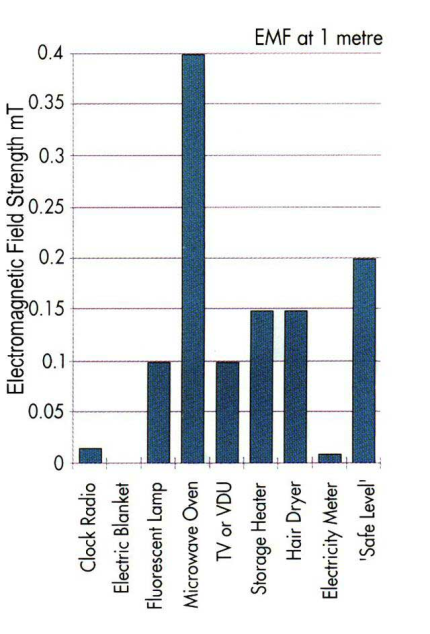 EMF at 1 metre
Electromagnetic Field Strength mT
0.4
0.35
0.3
0.25
0.2
0.15
0.1
0.05
0
Clock Radio
Electric Blanket
Fluorescent Lamp
Microwave Oven
TV or VDU
Storage Heater
Hair Dryer
Electricity Meter
'Safe Level'